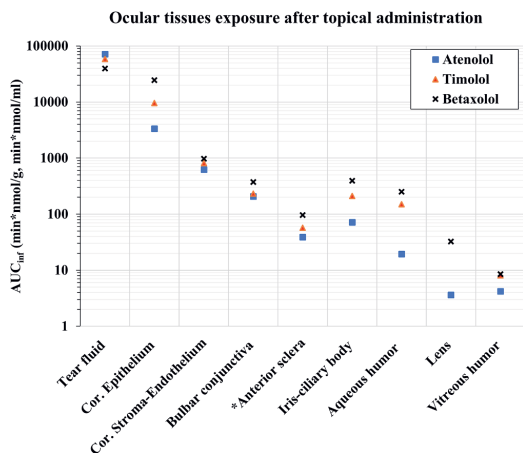 Ocular tissues exposure after topical administration
AUCinf (min*nmol/g, min*nmol/ml)
100000
10000
1000
100
10
1
Atenolol
Timolol
Betaxolol
Tear fluid
Cor. Epithelium
Cor. Stroma-Endothelium
Bulbar conjunctiva
*Anterior sclera
Iris-ciliary body
Aqueous humor
Lens
Vitreous humor